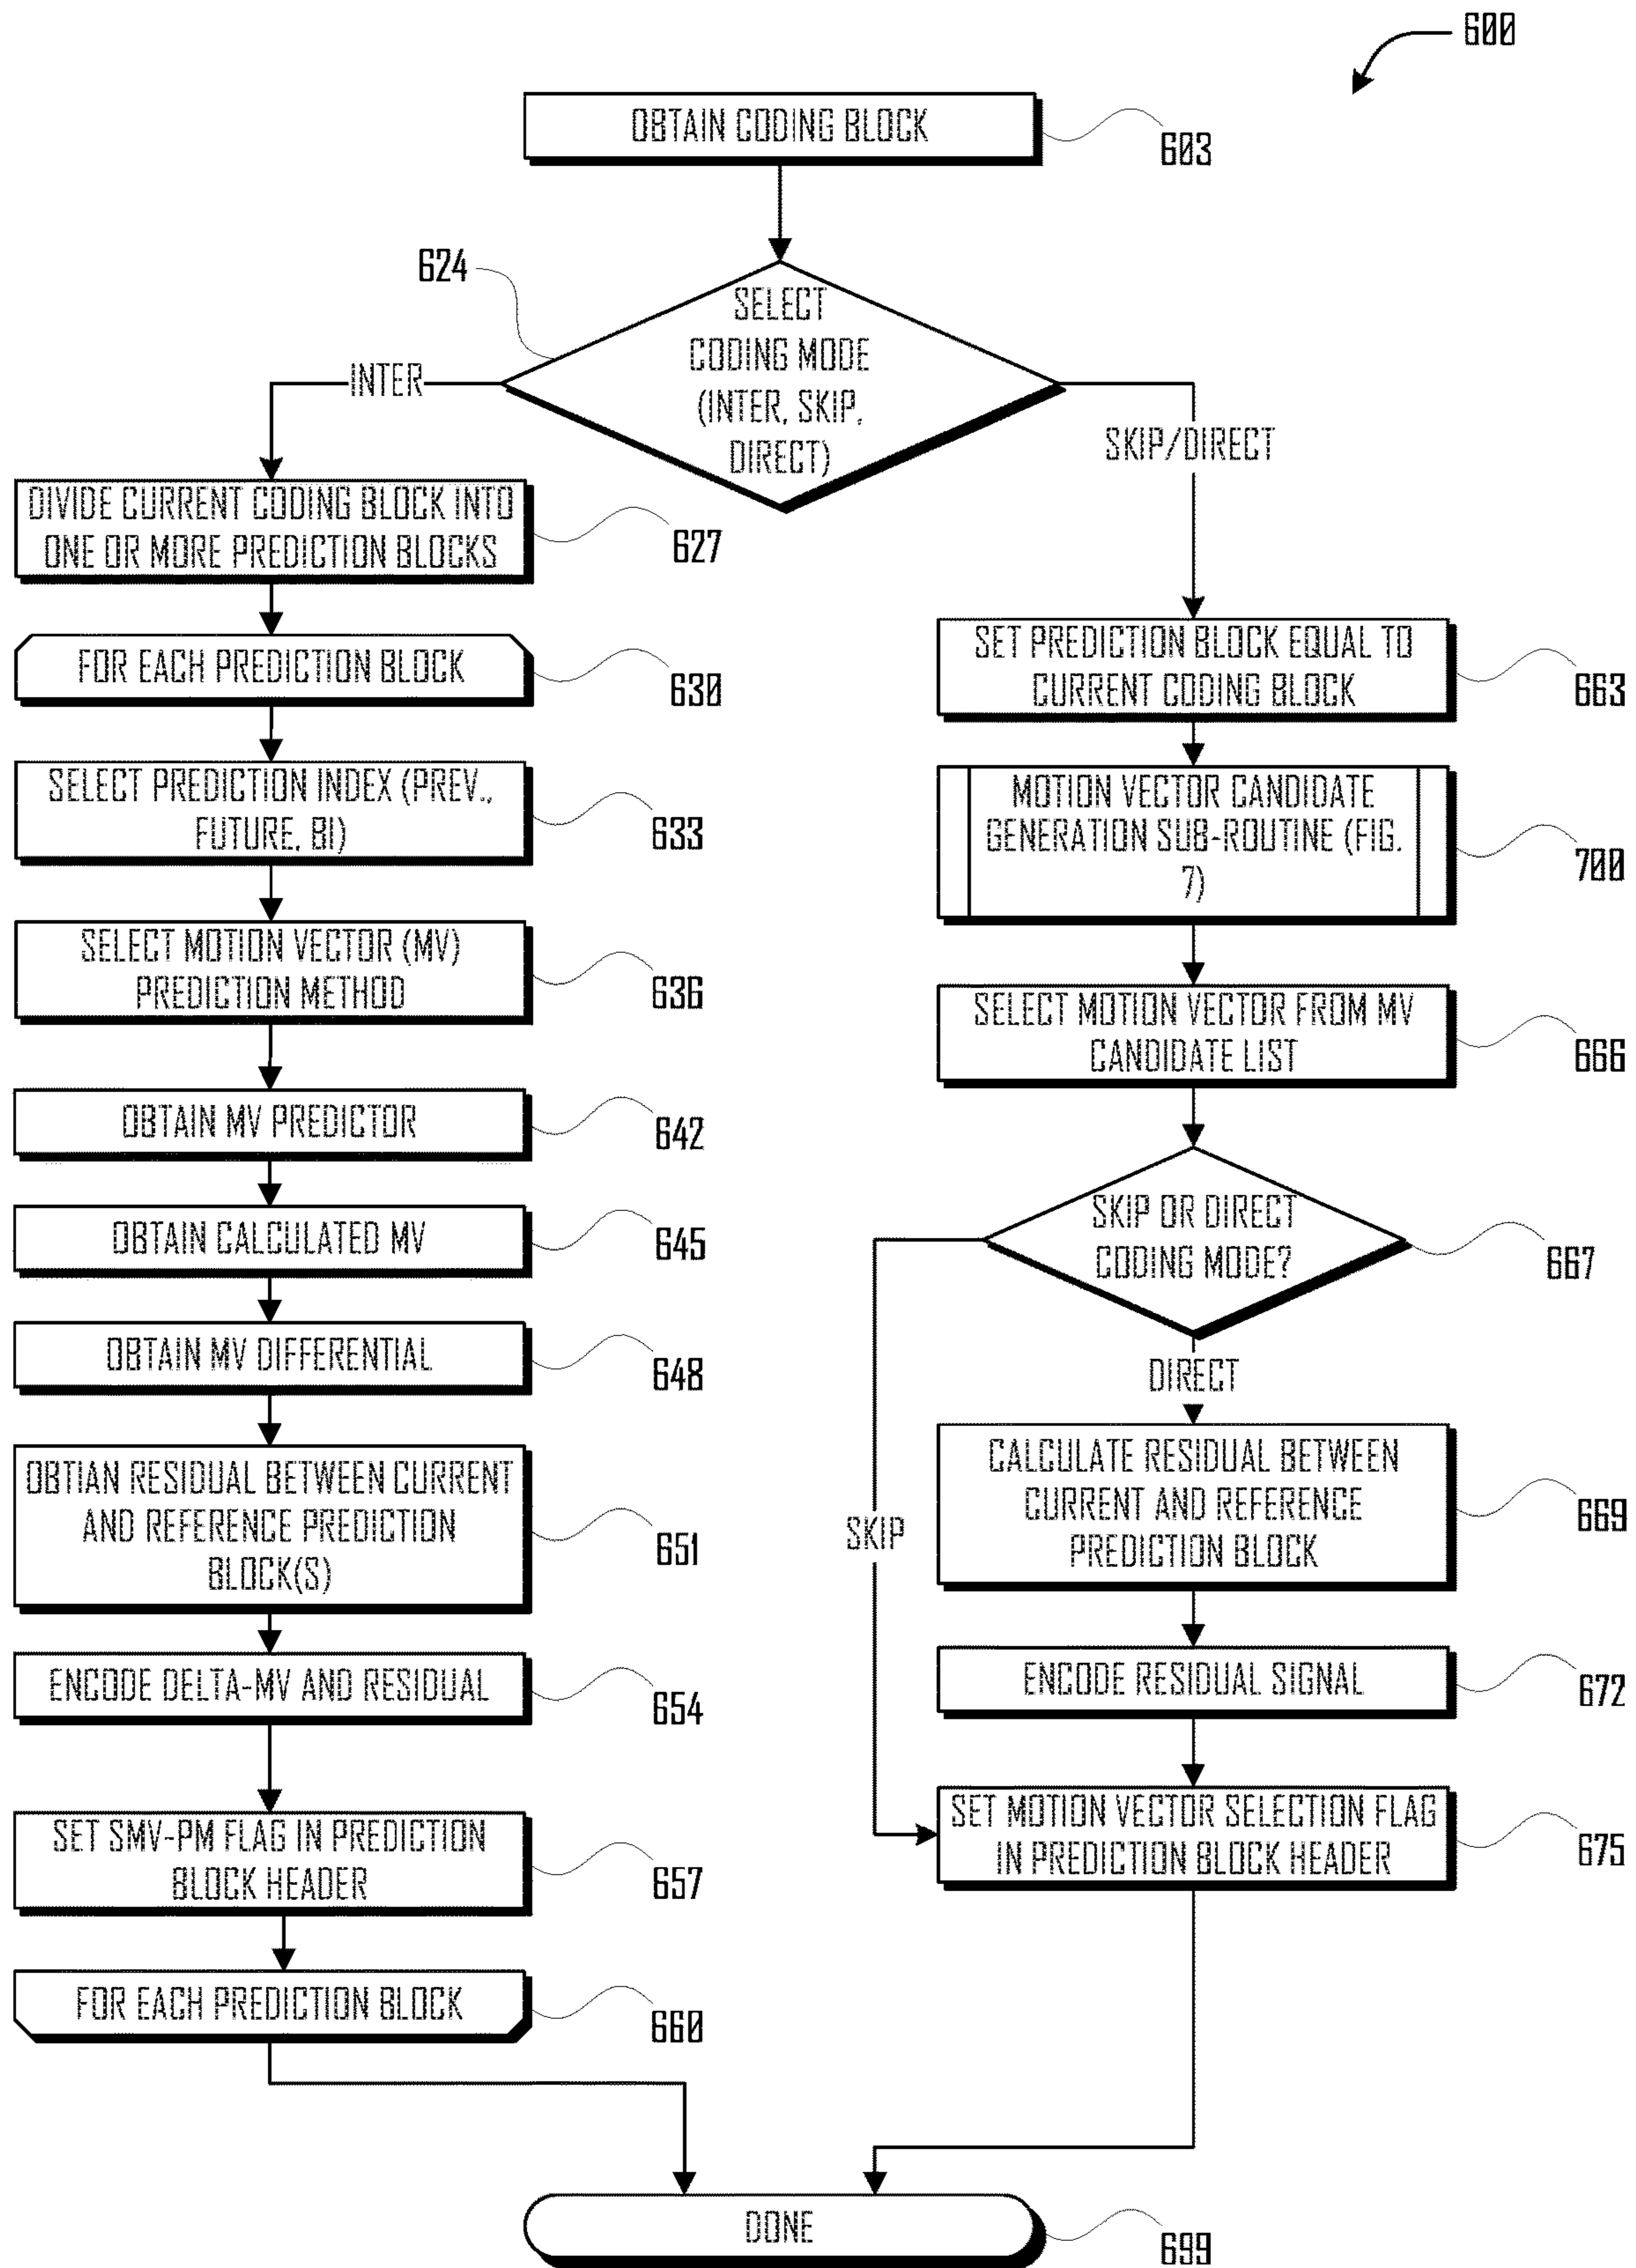 600
OBTAIN CODING BLOCK
603
624
SELECT
CODING MODE
(INTER, SKIP,
DIRECT)
INTER
SKIP/DIRECT
DIVIDE CURRENT CODING BLOCK INTO
ONE OR MORE PREDICTION BLOCKS
627
FOR EACH PREDICTION BLOCK
630
SELECT PREDICTION INDEX (PREV.,
FUTURE, BI)
633
SELECT MOTION VECTOR (MV)
PREDICTION METHOD
636
OBTAIN MV PREDICTOR
642
OBTAIN CALCULATED MV
645
OBTAIN MV DIFFERENTIAL
648
OBTIAN RESIDUAL BETWEEN CURRENT
AND REFERENCE PREDICTION
BLOCK(S)
651
ENCODE DELTA-MV AND RESIDUAL
654
SET SMV-PM FLAG IN PREDICTION
BLOCK HEADER
657
FOR EACH PREDICTION BLOCK
660
SET PREDICTION BLOCK EQUAL TO
CURRENT CODING BLOCK
663
MOTION VECTOR CANDIDATE
GENERATION SUB-ROUTINE (FIG.
7)
700
SELECT MOTION VECTOR FROM MV
CANDIDATE LIST
666
SKIP OR DIRECT
CODING MODE?
667
DIRECT
SKIP
CALCULATE RESIDUAL BETWEEN
CURRENT AND REFERENCE
PREDICTION BLOCK
669
ENCODE RESIDUAL SIGNAL
672
SET MOTION VECTOR SELECTION FLAG
IN PREDICTION BLOCK HEADER
675
DONE
699